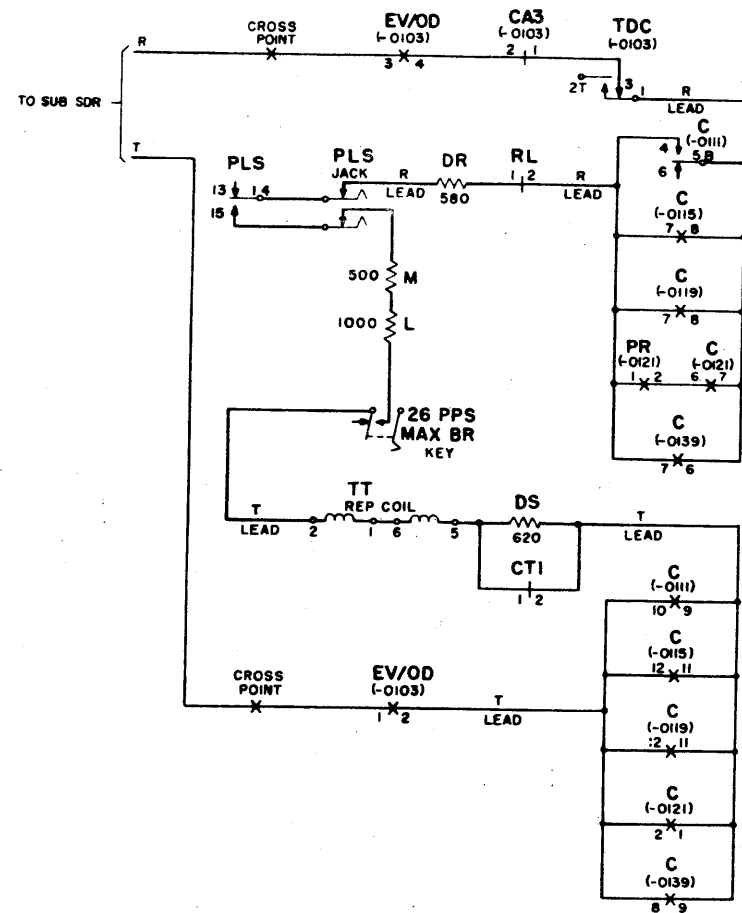 CROSS
POINT
EV/OD
(-0103)
3 4
CA3
(-0103)
2 1
TDC
(-0103)
R
2T
3
1
R
LEAD
TO SUB SDR
T
PLS
13 14
15
PLS
JACK
R
LEAD
DR
580
RL
1 2
R
LEAD
C
(-0111)
4
5B
6
C
(-0115)
7 8
C
(-0119)
7 8
PR
(-0121)
1 2
C
(-0121)
6 7
C
(-0139)
7 6
500 M
1000 L
26 PPS
MAX BR
KEY
TT
REP COIL
T
LEAD
2 1 6 5
DS
620
CT1
1 2
T
LEAD
C
(-0111)
10 9
C
(-0115)
12 11
C
(-0119)
12 11
C
(-0121)
2 1
C
(-0139)
8 9
CROSS
POINT
EV/OD
(-0103)
1 2
T
LEAD